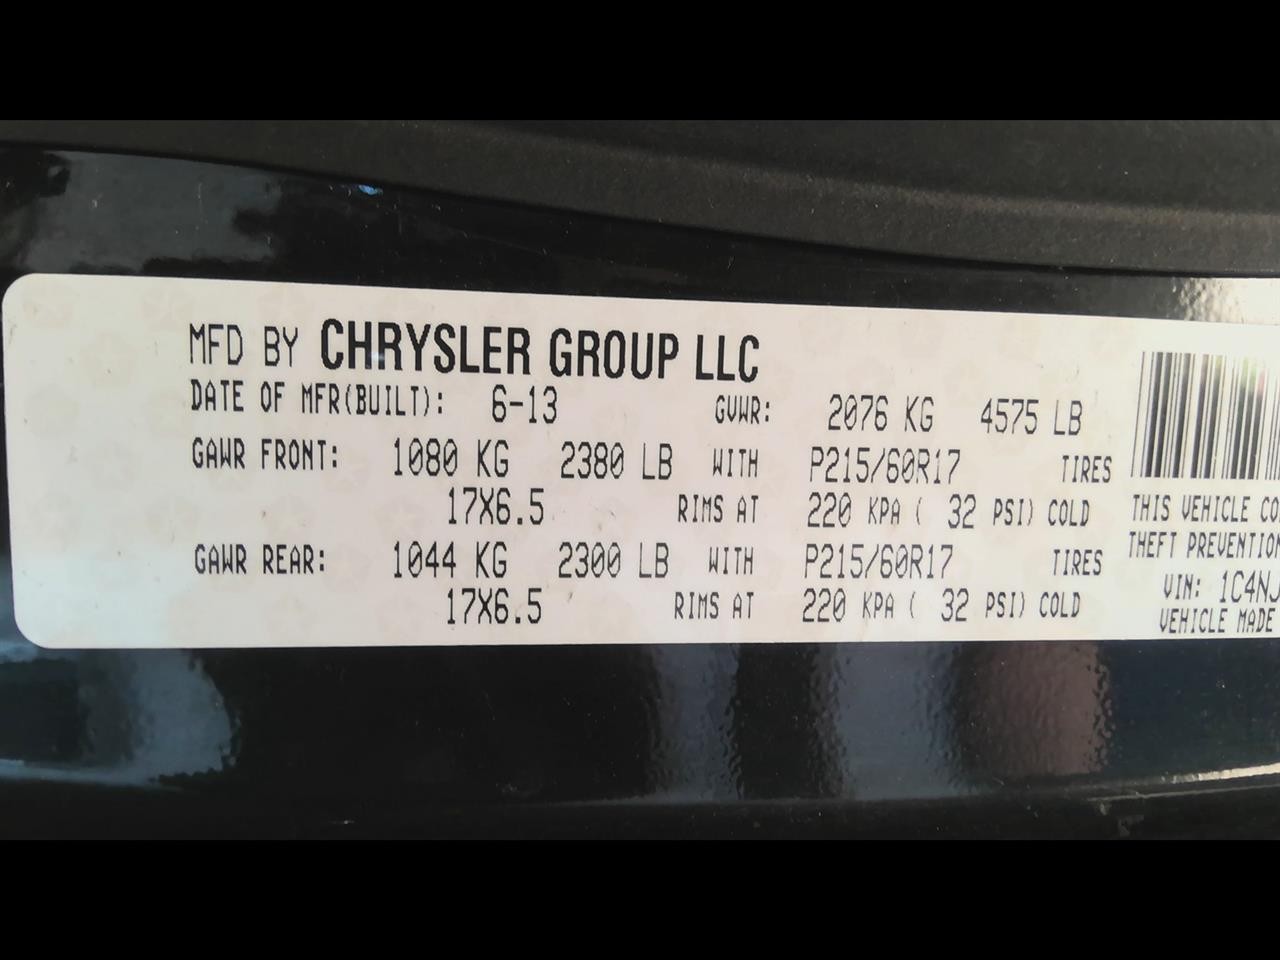 MFD BY CHRYSLER GROUP LLC
DATE OF MFR(BUILT): 6-13 GVWR: 2076 KG 4575 LB
GAWR FRONT: 1080 KG 2380 LB WITH P215/60R17 TIRES
17X6.5 RIMS AT 220 KPA ( 32 PSI) COLD
GAWR REAR: 1044 KG 2300 LB WITH P215/60R17 TIRES
17X6.5 RIMS AT 220 KPA ( 32 PSI) COLD
THIS VEHICLE CO
THEFT PREVENTION
VIN: 1C4NJ
VEHICLE MADE